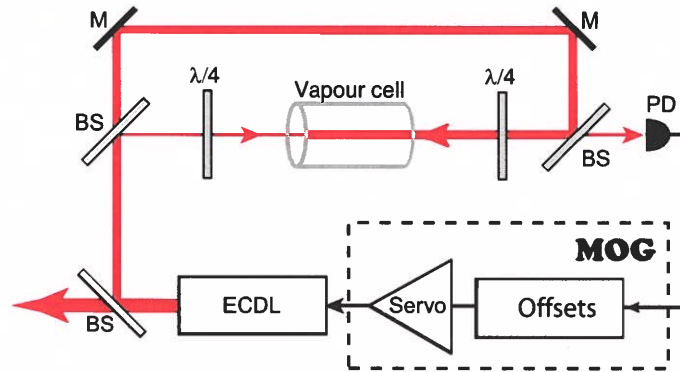 M
M
λ/4
λ/4
Vapour cell
PD
BS
BS
MOG
ECDL
Servo
Offsets
BS